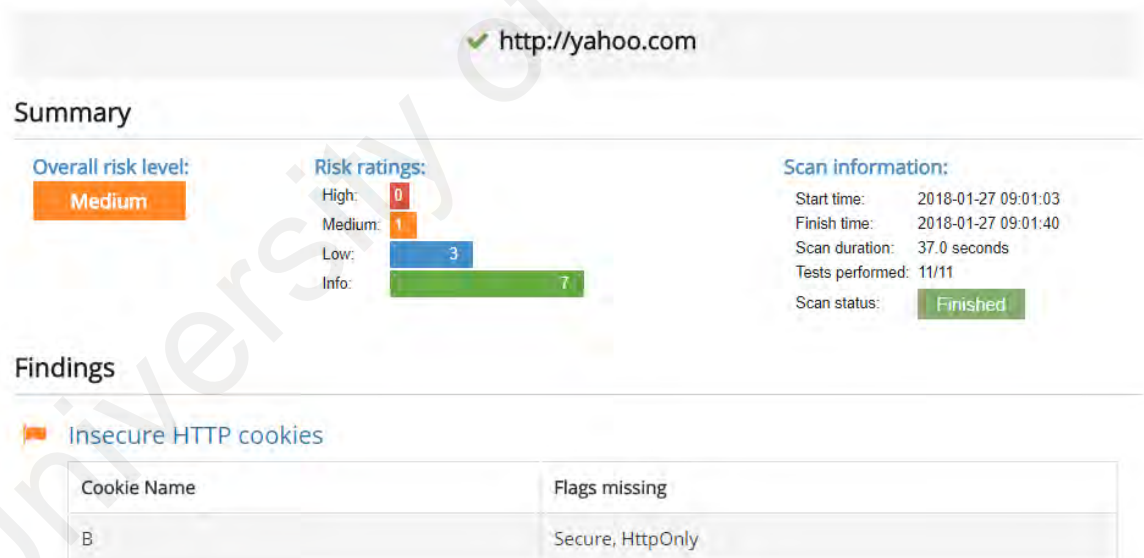 http://yahoo.com
Summary
Overall risk level:
Medium
Risk ratings:
High: 0
Medium: 1
Low: 3
Info: 7
Scan information:
Start time: 2018-01-27 09:01:03
Finish time: 2018-01-27 09:01:40
Scan duration: 37.0 seconds
Tests performed: 11/11
Scan status: Finished
Findings
Insecure HTTP cookies
Cookie Name Flags missing
B Secure, HttpOnly
University of